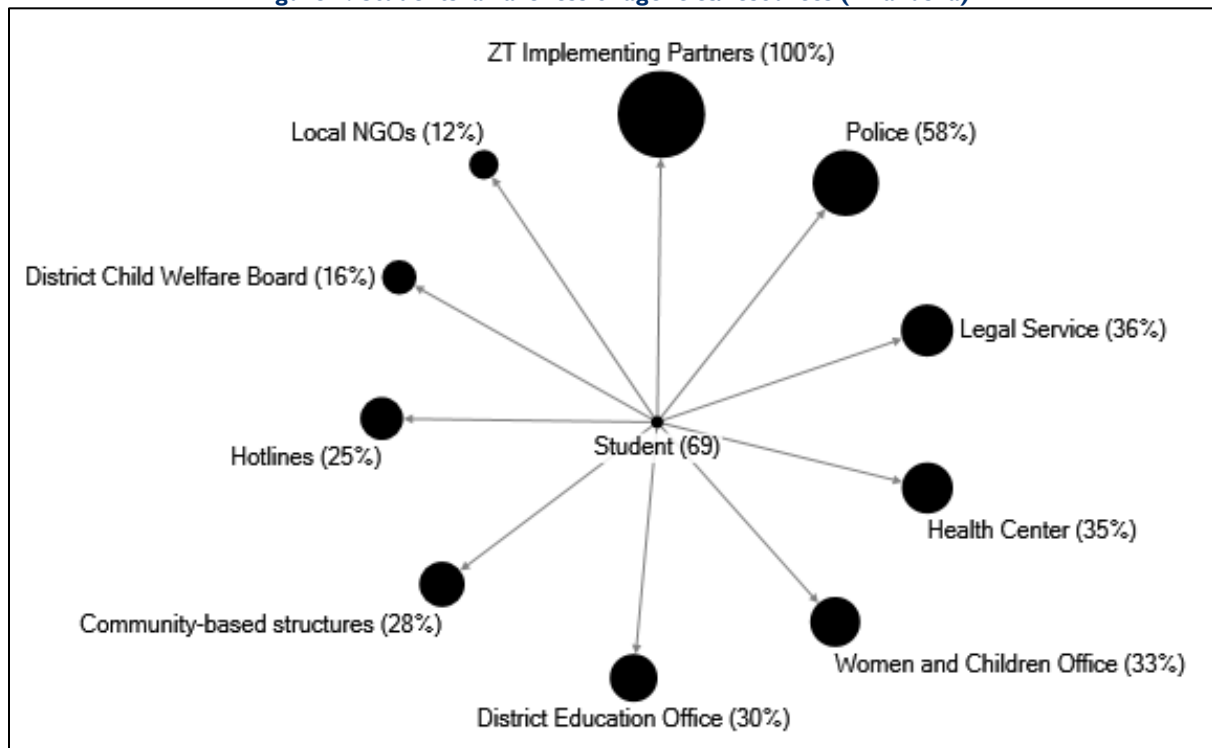 ZT Implementing Partners (100%)
Local NGOs (12%)
Police (58%)
District Child Welfare Board (16%)
Legal Service (36%)
Hotlines (25%)
Student (69)
Health Center (35%)
Community-based structures (28%)
Women and Children Office (33%)
District Education Office (30%)